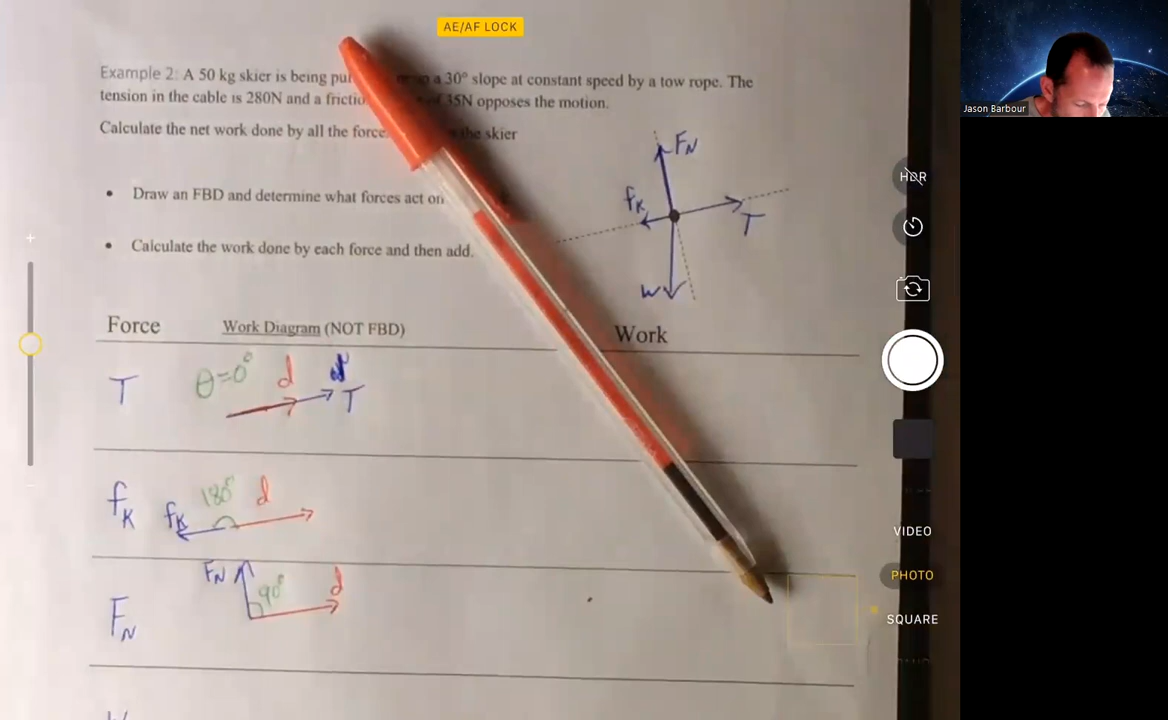 AE/AF LOCK
Example 2: A 50 kg skier is being a 30° slope at constant speed by a tow rope. The
tension in the cable is 280N and a 35N opposes the motion.
Calculate the net work done by all the the skier
• Draw an FBD and determine what forces act on
• Calculate the work done by each force and then add.
FN
fK
T
W
Force Work Diagram (NOT FBD) Work
T θ=0° d T
fK fK 180° d
FN FN 90° d
Jason Barbour
HDR
VIDEO
PHOTO
SQUARE